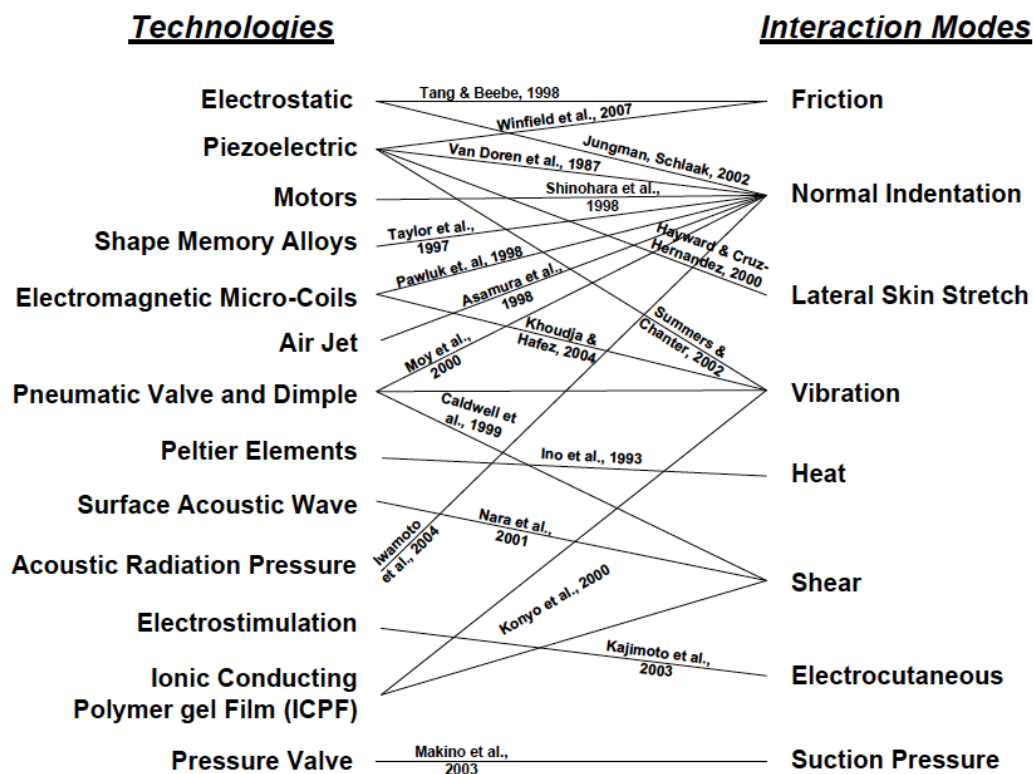 Technologies
Interaction Modes
Electrostatic
Tang & Beebe, 1998
Friction
Winfield et al., 2007
Piezoelectric
Jungman, Schlaak, 2002
Van Doren et al., 1987
Motors
Shinohara et al.,
1998
Normal Indentation
Shape Memory Alloys
Taylor et al.,
1997
Hayward & Cruz-
Hernandez, 2000
Electromagnetic Micro-Coils
Pawluk et. al, 1998
Lateral Skin Stretch
Asamura et al.,
1998
Air Jet
Khoudja &
Hafez, 2004
Summers &
Chanter, 2002
Moy et al.,
2000
Pneumatic Valve and Dimple
Vibration
Caldwell et
al., 1999
Peltier Elements
Ino et al., 1993
Heat
Surface Acoustic Wave
Nara et al.,
2001
Iwamoto
et al., 2004
Acoustic Radiation Pressure
Shear
Konyo et al., 2000
Electrostimulation
Kajimoto et al.,
2003
Electrocutaneous
Ionic Conducting
Polymer gel Film (ICPF)
Pressure Valve
Makino et al.,
2003
Suction Pressure